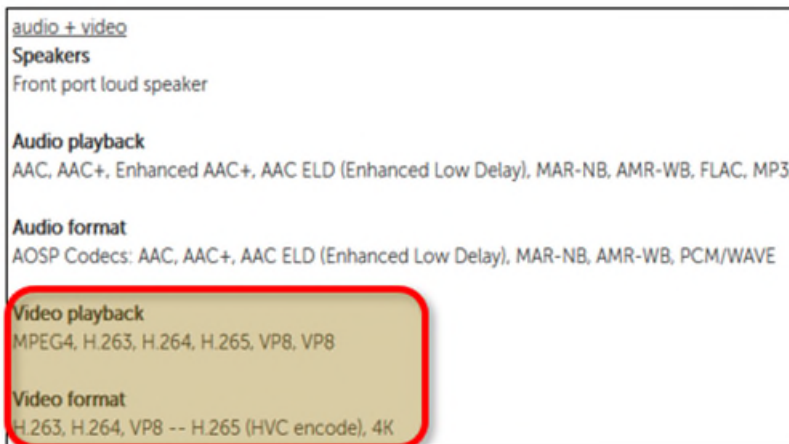 audio + video
Speakers
Front port loud speaker
Audio playback
AAC, AAC+, Enhanced AAC+, AAC ELD (Enhanced Low Delay), MAR-NB, AMR-WB, FLAC, MP3
Audio format
AOSP Codecs: AAC, AAC+, AAC ELD (Enhanced Low Delay), MAR-NB, AMR-WB, PCM/WAVE
Video playback
MPEG4, H.263, H.264, H.265, VP8, VP8
Video format
H.263, H.264, VP8 -- H.265 (HVC encode), 4K